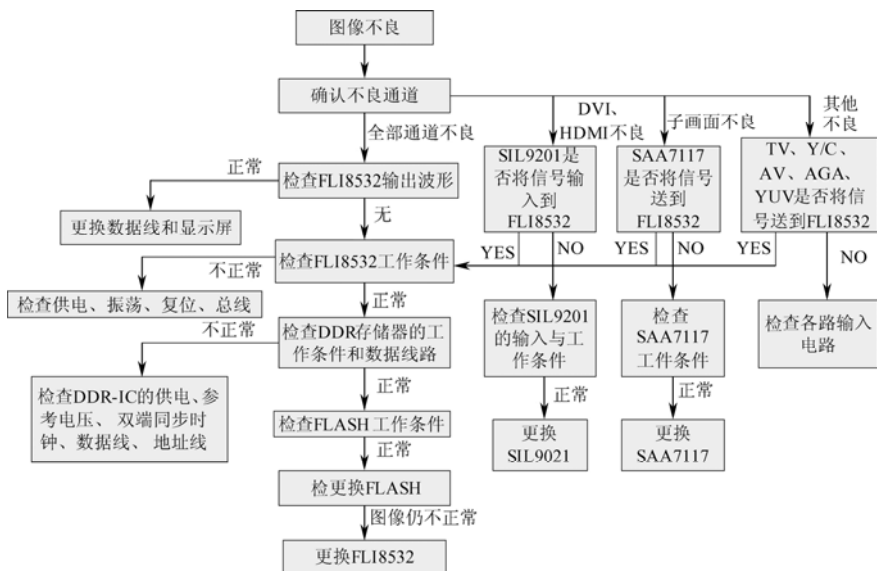 图像不良
确认不良通道
全部通道不良
DVI、
HDMI不良
子画面不良
其他
不良
正常
检查FLI8532输出波形
SIL9201是
否将信号输
入到
FLI8532
SAA7117
是否将信号
送到
FLI8532
TV、Y/C、
AV、AGA、
YUV是否将信
号送到FLI8532
更换数据线和显示屏
无
YES
NO
YES
NO
YES
NO
不正常
检查FLI8532工作条件
检查供电、振荡、复位、总线
正常
不正常
检查DDR存储器的工
作条件和数据线路
检查SIL9201
的输入与工
作条件
检查
SAA7117
工件条件
检查各路输入
电路
检查DDR-IC的供电、参
考电压、 双端同步时
钟、数据线、 地址线
正常
正常
正常
检查FLASH工作条件
更换
SIL9021
更换
SAA7117
正常
检更换FLASH
图像仍不正常
更换FLI8532